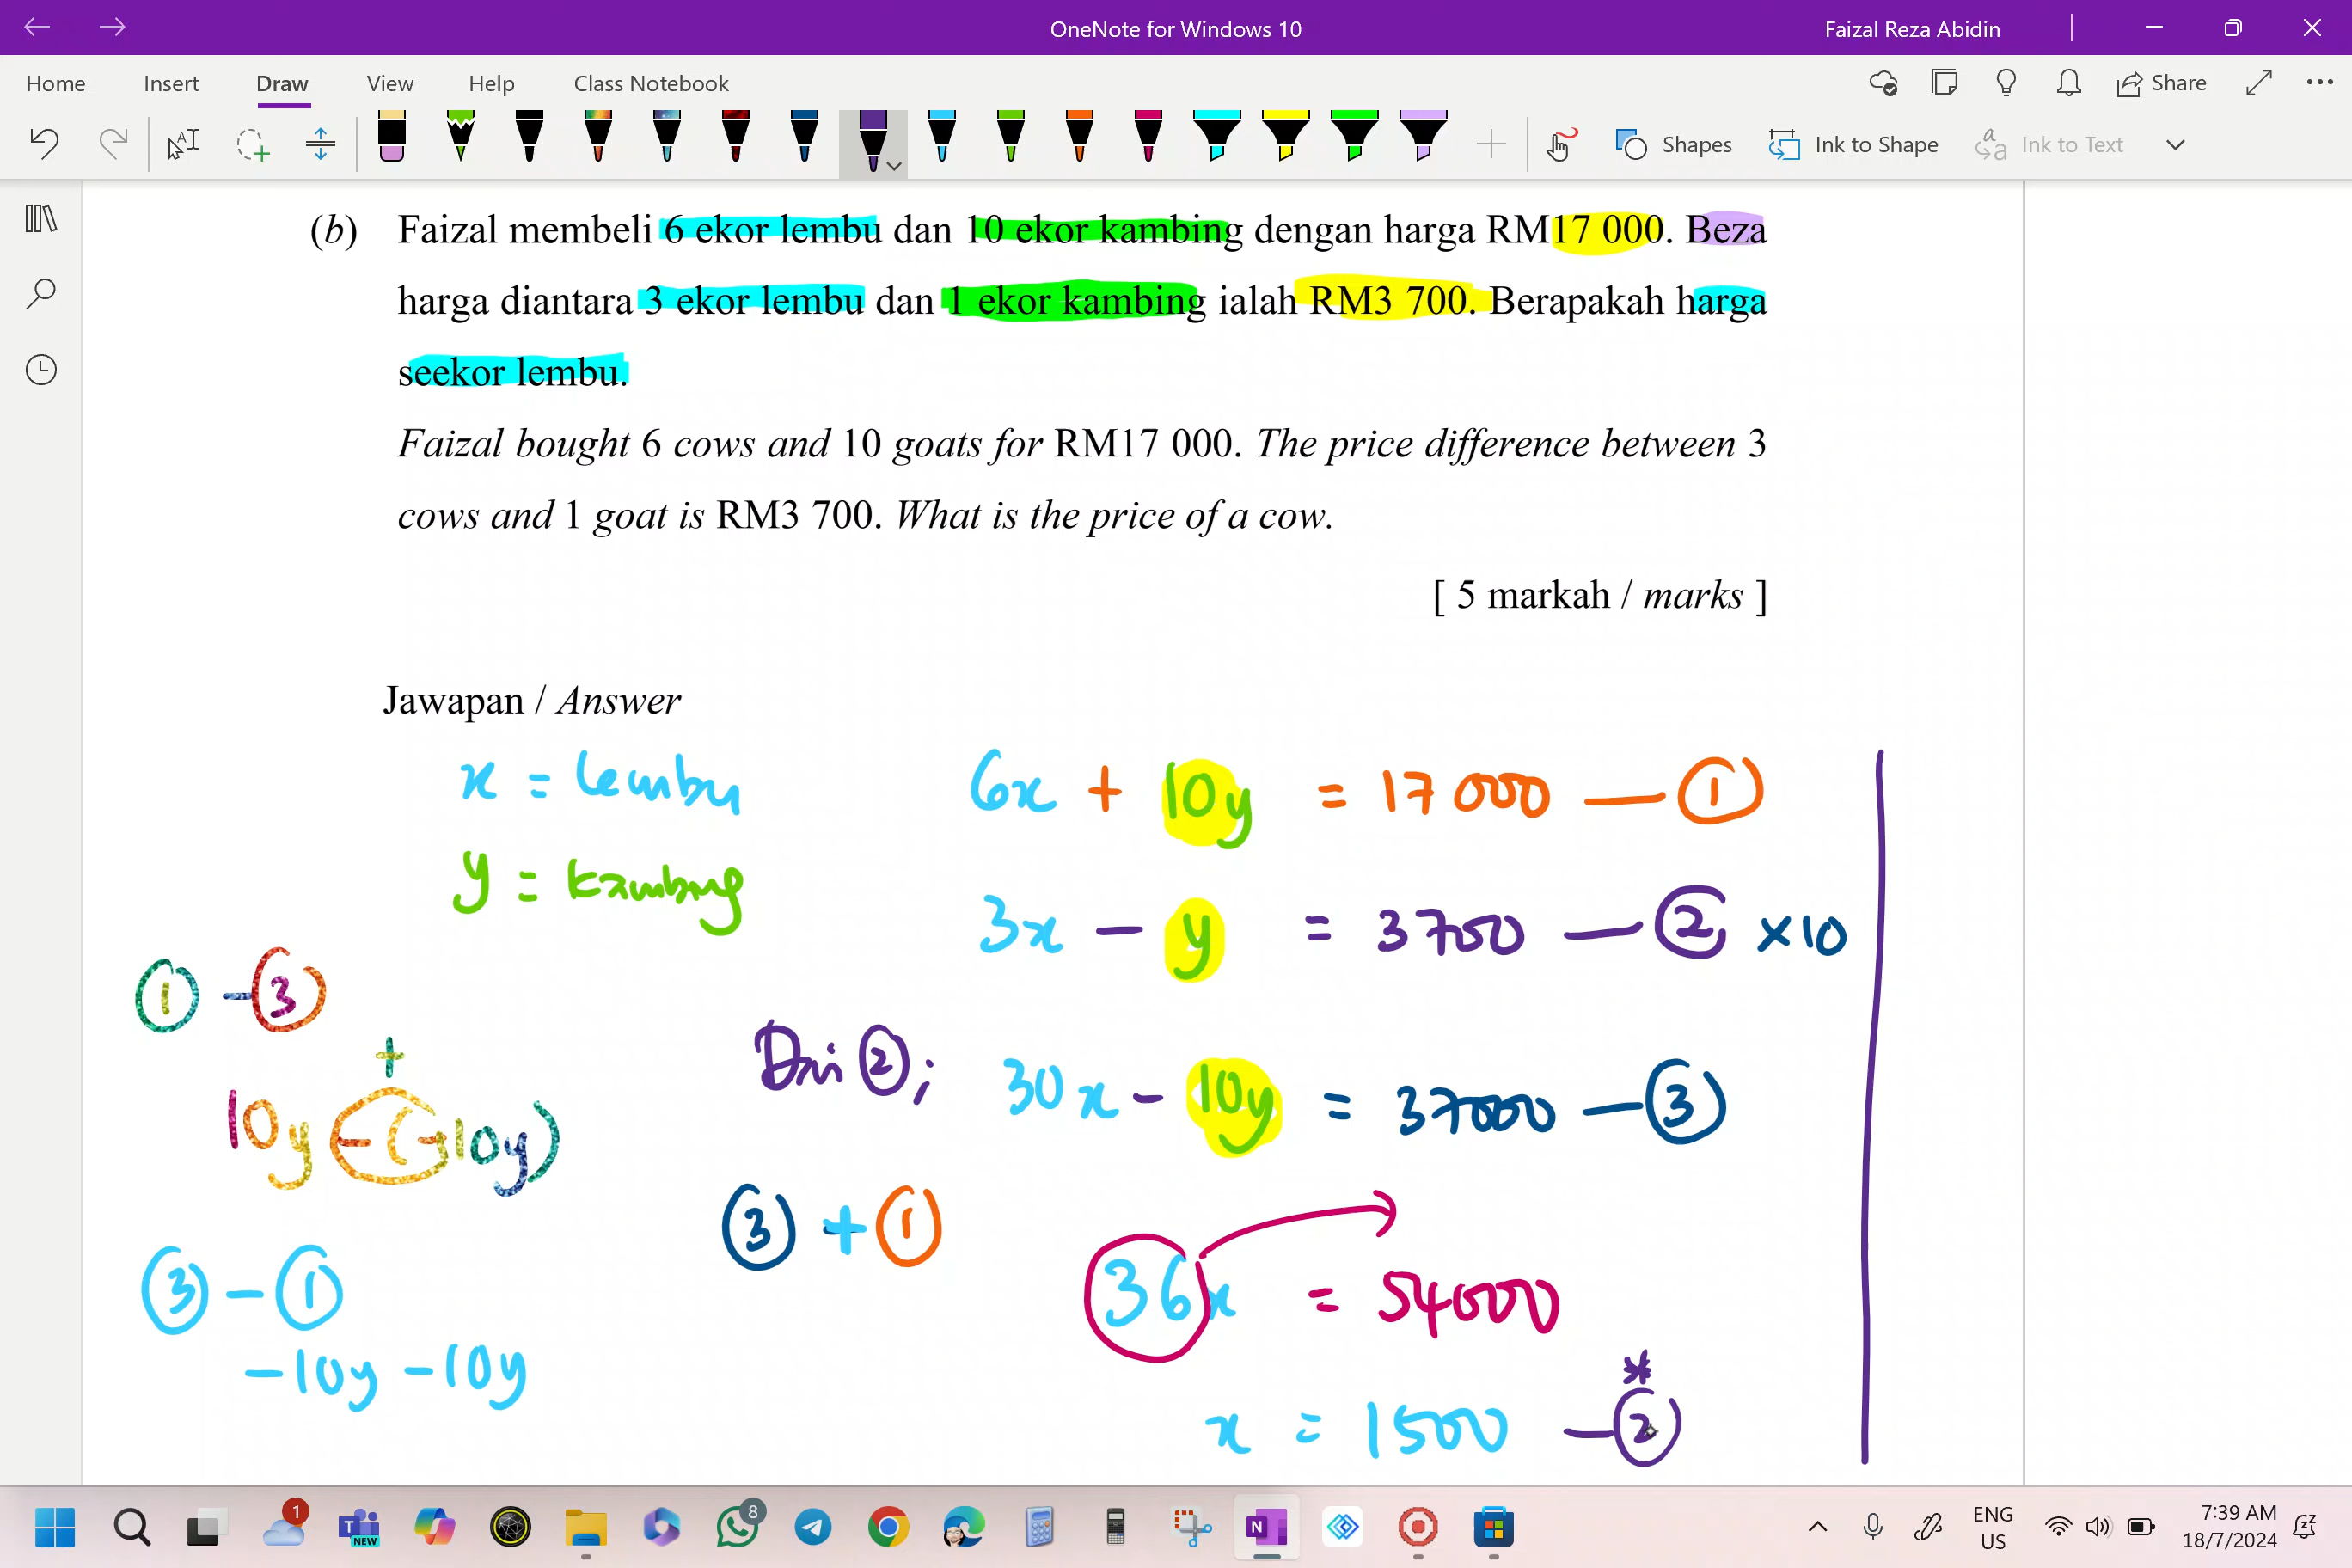 OneNote for Windows 10
Faizal Reza Abidin
Home Insert Draw View Help Class Notebook
Share
Shapes Ink to Shape Ink to Text
(b) Faizal membeli 6 ekor lembu dan 10 ekor kambing dengan harga RM17 000. Beza
harga diantara 3 ekor lembu dan 1 ekor kambing ialah RM3 700. Berapakah harga
seekor lembu.
Faizal bought 6 cows and 10 goats for RM17 000. The price difference between 3
cows and 1 goat is RM3 700. What is the price of a cow.
[ 5 markah / marks ]
Jawapan / Answer
x = lembu
6x + 10y = 17 000 — ①
y = kambing
3x - y = 3700 — ② ×10
① - ③
Dri ②;
30x - 10y = 37000 — ③
+
10y - (-10y)
③ + ①
36x = 54000
③ - ①
-10y - 10y
*
x = 1500 — ②
1
NEW
8
ENG
US
7:39 AM
18/7/2024